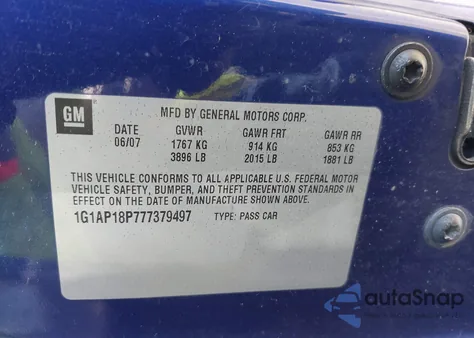 GM
MFD BY GENERAL MOTORS CORP.
DATE GVWR GAWR FRT GAWR RR
06/07 1767 KG 914 KG 853 KG
3896 LB 2015 LB 1881 LB
THIS VEHICLE CONFORMS TO ALL APPLICABLE U.S. FEDERAL MOTOR
VEHICLE SAFETY, BUMPER, AND THEFT PREVENTION STANDARDS IN
EFFECT ON THE DATE OF MANUFACTURE SHOWN ABOVE.
1G1AP18P777379497 TYPE: PASS CAR
autoSnap